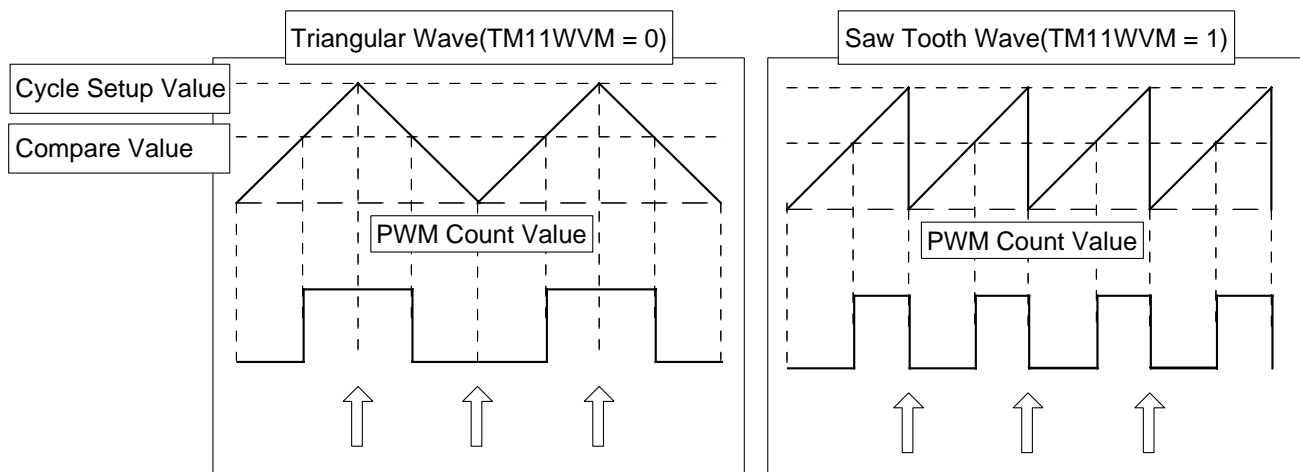 Triangular Wave(TM11WVM = 0)
Saw Tooth Wave(TM11WVM = 1)
Cycle Setup Value
Compare Value
PWM Count Value
PWM Count Value